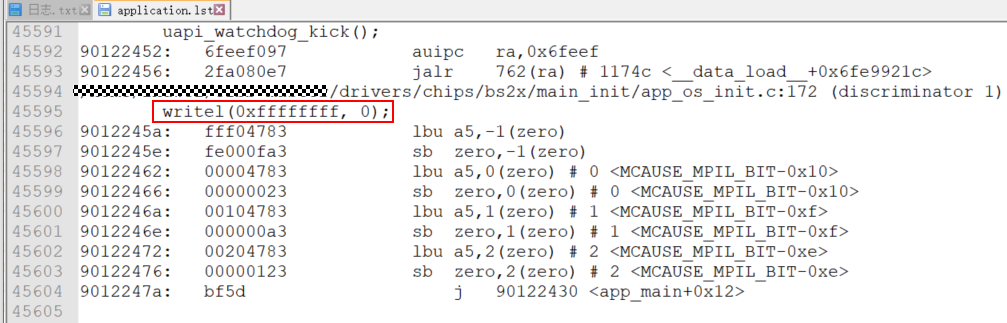 日志.txt application.lst
45591 uapi_watchdog_kick();
45592 90122452: 6feef097 auipc ra,0x6feef
45593 90122456: 2fa080e7 jalr 762(ra) # 1174c <__data_load__+0x6fe9921c>
45594 /drivers/chips/bs2x/main_init/app_os_init.c:172 (discriminator 1)
45595 writel(0xffffffff, 0);
45596 9012245a: fff04783 lbu a5,-1(zero)
45597 9012245e: fe000fa3 sb zero,-1(zero)
45598 90122462: 00004783 lbu a5,0(zero) # 0 <MCAUSE_MPIL_BIT-0x10>
45599 90122466: 00000023 sb zero,0(zero) # 0 <MCAUSE_MPIL_BIT-0x10>
45600 9012246a: 00104783 lbu a5,1(zero) # 1 <MCAUSE_MPIL_BIT-0xf>
45601 9012246e: 000000a3 sb zero,1(zero) # 1 <MCAUSE_MPIL_BIT-0xf>
45602 90122472: 00204783 lbu a5,2(zero) # 2 <MCAUSE_MPIL_BIT-0xe>
45603 90122476: 00000123 sb zero,2(zero) # 2 <MCAUSE_MPIL_BIT-0xe>
45604 9012247a: bf5d j 90122430 <app_main+0x12>
45605